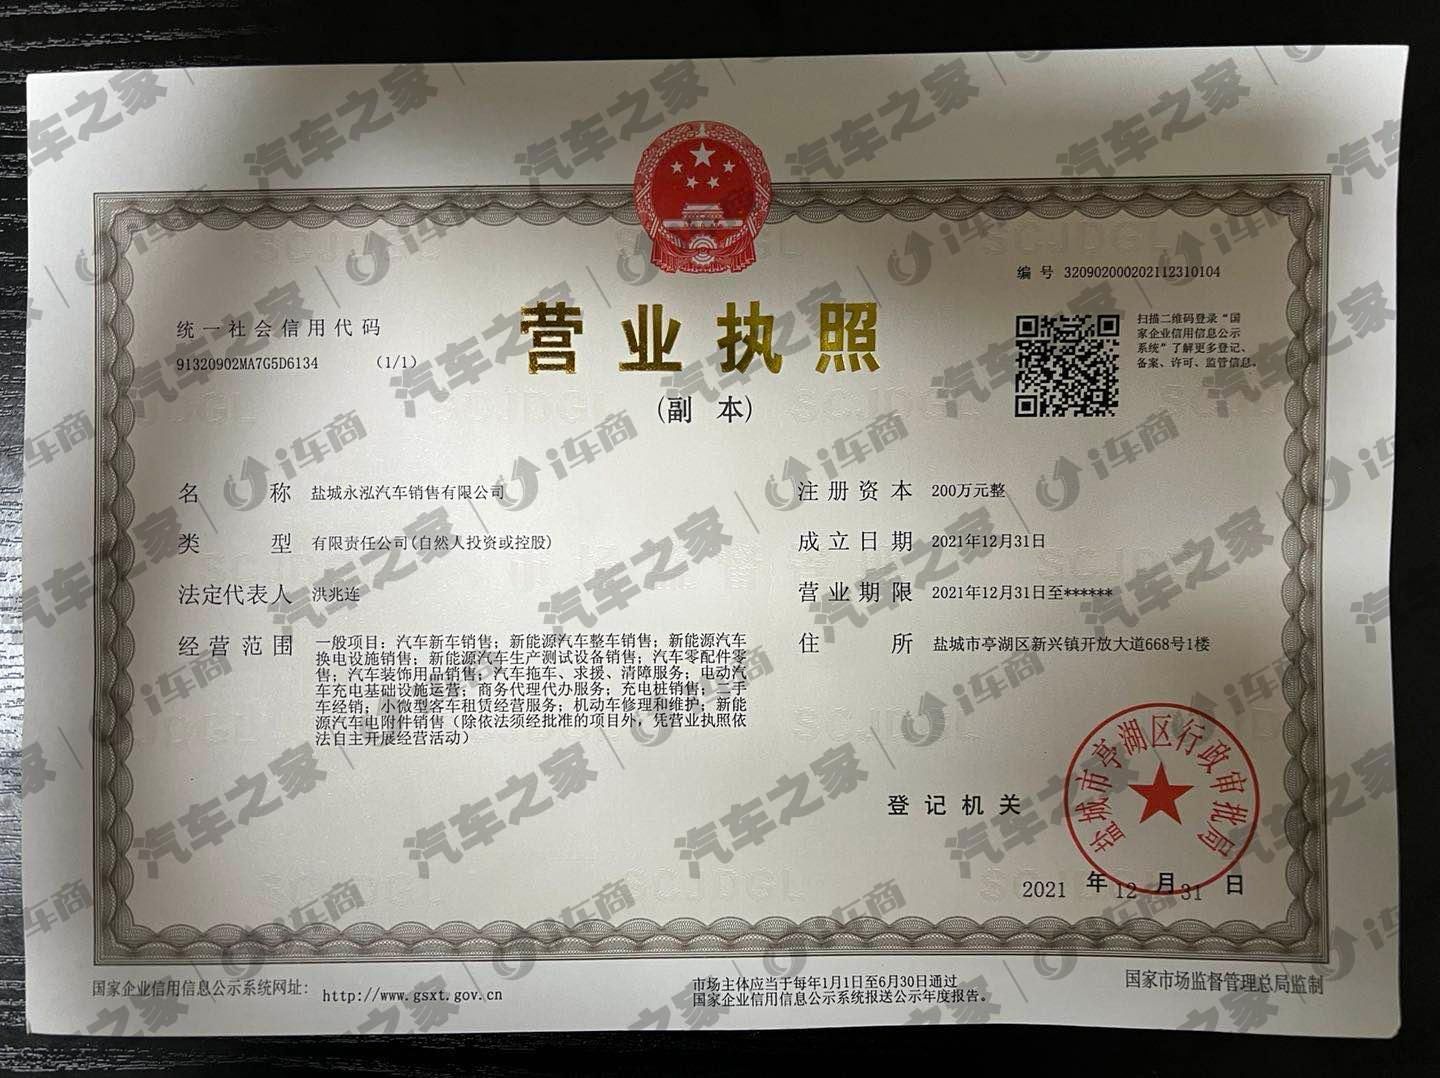 编号 320902000202112310104
统一社会信用代码
91320902MA7G5D6134 (1/1)
营业执照
(副本)
扫描二维码登录“国
家企业信用信息公示
系统”了解更多登记、
备案、许可、监管信息。
名称 盐城永泓汽车销售有限公司
类型 有限责任公司(自然人投资或控股)
法定代表人 洪兆连
经营范围 一般项目：汽车新车销售；新能源汽车整车销售；新能源汽车
换电设施销售；新能源汽车生产测试设备销售；汽车零配件零
售；汽车装饰用品销售；汽车拖车、求援、清障服务；电动汽
车充电基础设施运营；商务代理代办服务；充电桩销售；二手
车经销；小微型客车租赁经营服务；机动车修理和维护；新能
源汽车电附件销售（除依法须经批准的项目外，凭营业执照依
法自主开展经营活动）
注册资本 200万元整
成立日期 2021年12月31日
营业期限 2021年12月31日至******
住所 盐城市亭湖区新兴镇开放大道668号1楼
登记机关
盐城市亭湖区行政审批局
2021 年 12 月 31 日
国家企业信用信息公示系统网址： http://www.gsxt.gov.cn
市场主体应当于每年1月1日至6月30日通过
国家企业信用信息公示系统报送公示年度报告。
国家市场监督管理总局监制
汽车之家 i车商
SCJDGL